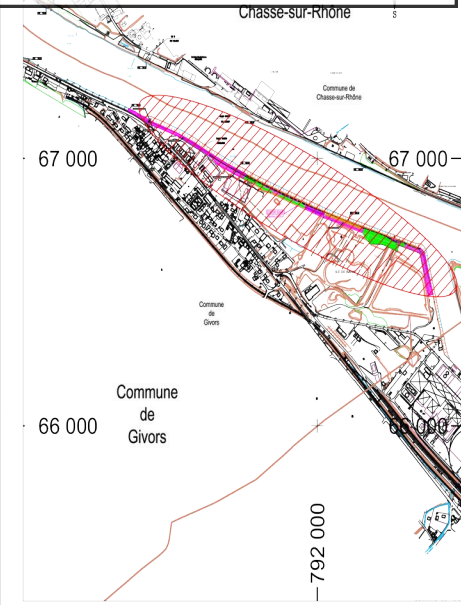 Chasse-sur-Rhône
S
Commune de
Chasse-sur-Rhône
67 000
67 000
Commune
de
Givors
Commune
de
Givors
66 000
66 000
792 000